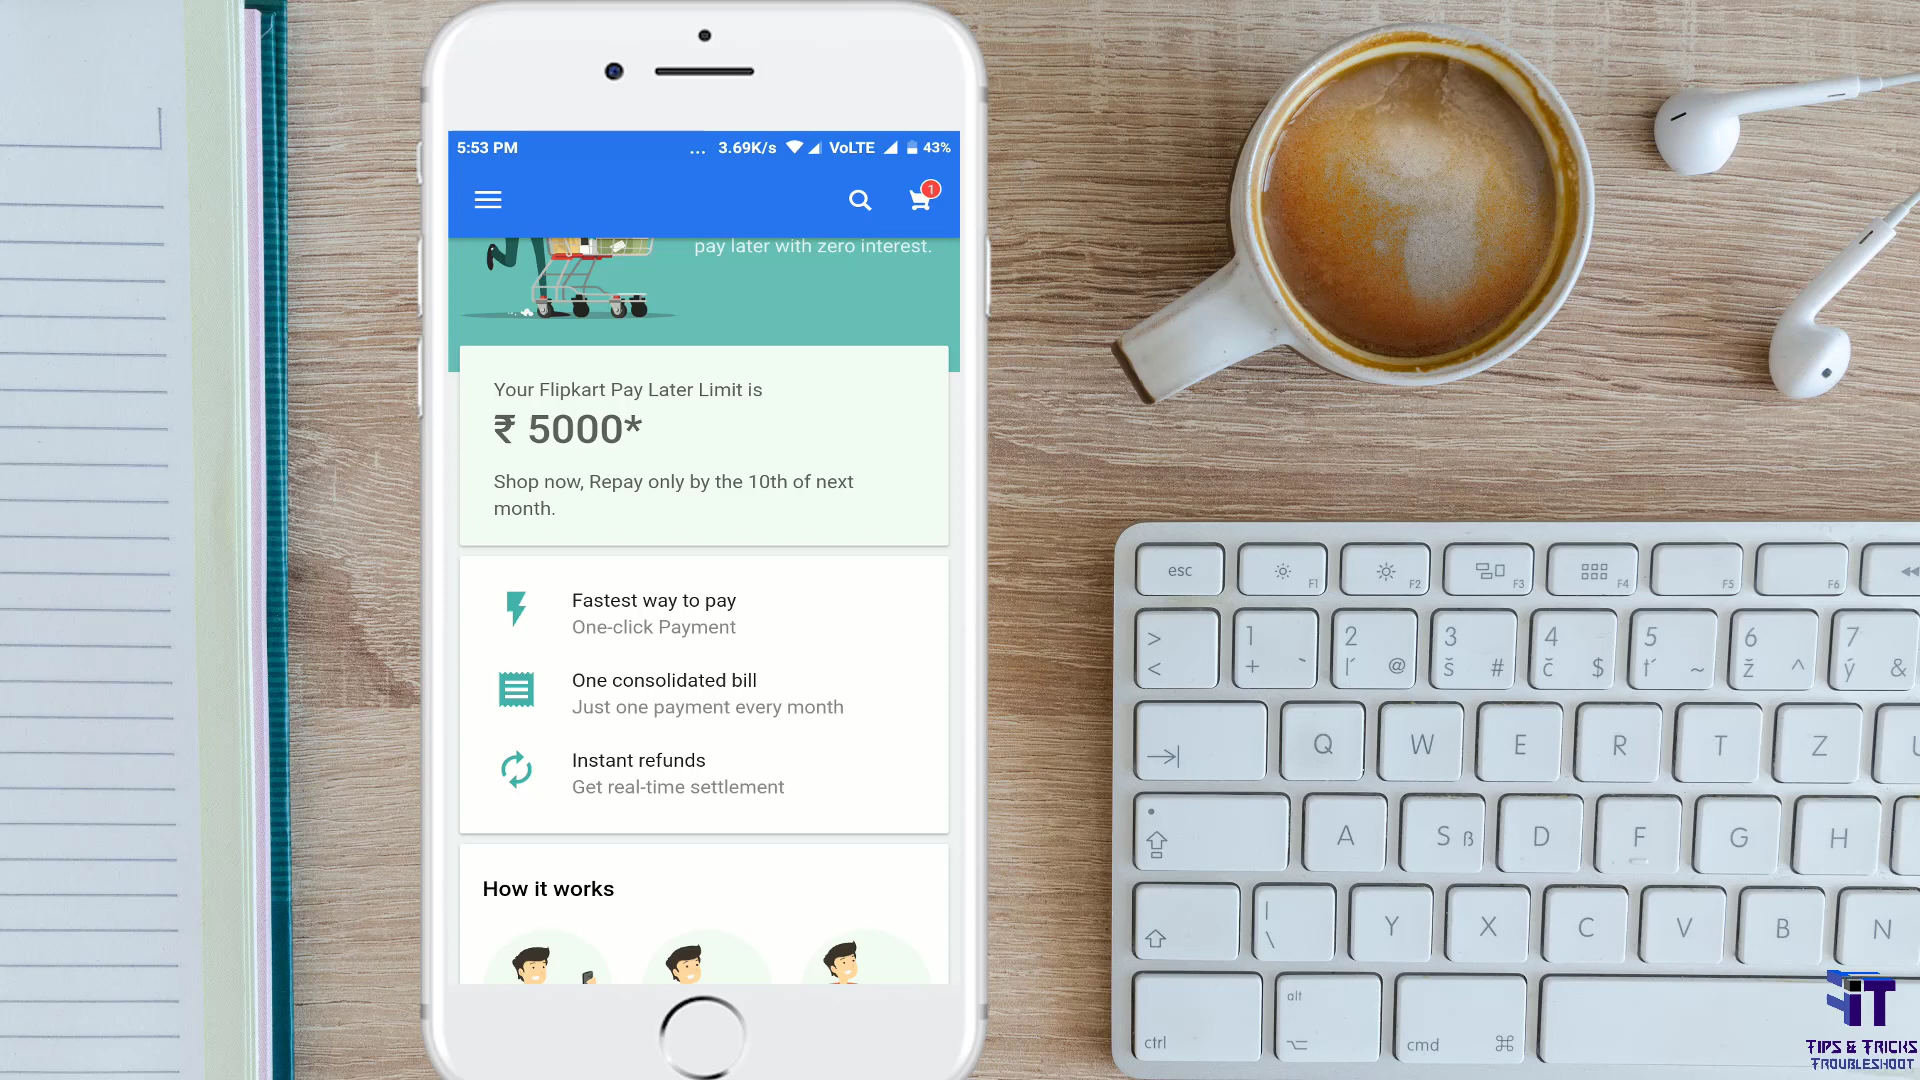 5:53 PM ... 3.69K/s VoLTE 43%
1
pay later with zero interest.
Your Flipkart Pay Later Limit is
₹ 5000*
Shop now, Repay only by the 10th of next
month.
Fastest way to pay
One-click Payment
One consolidated bill
Just one payment every month
Instant refunds
Get real-time settlement
How it works
esc F1 F2 F3 F4 F5 F6
> 1 2 3 4 5 6 7
< + ` ľ @ š # č $ ť ~ ž ^ ý &
Q W E R T Z U
A S ß D F G H
| \ Y X C V B N
ctrl alt cmd ⌘
iT
TIPS & TRICKS
TROUBLESHOOT